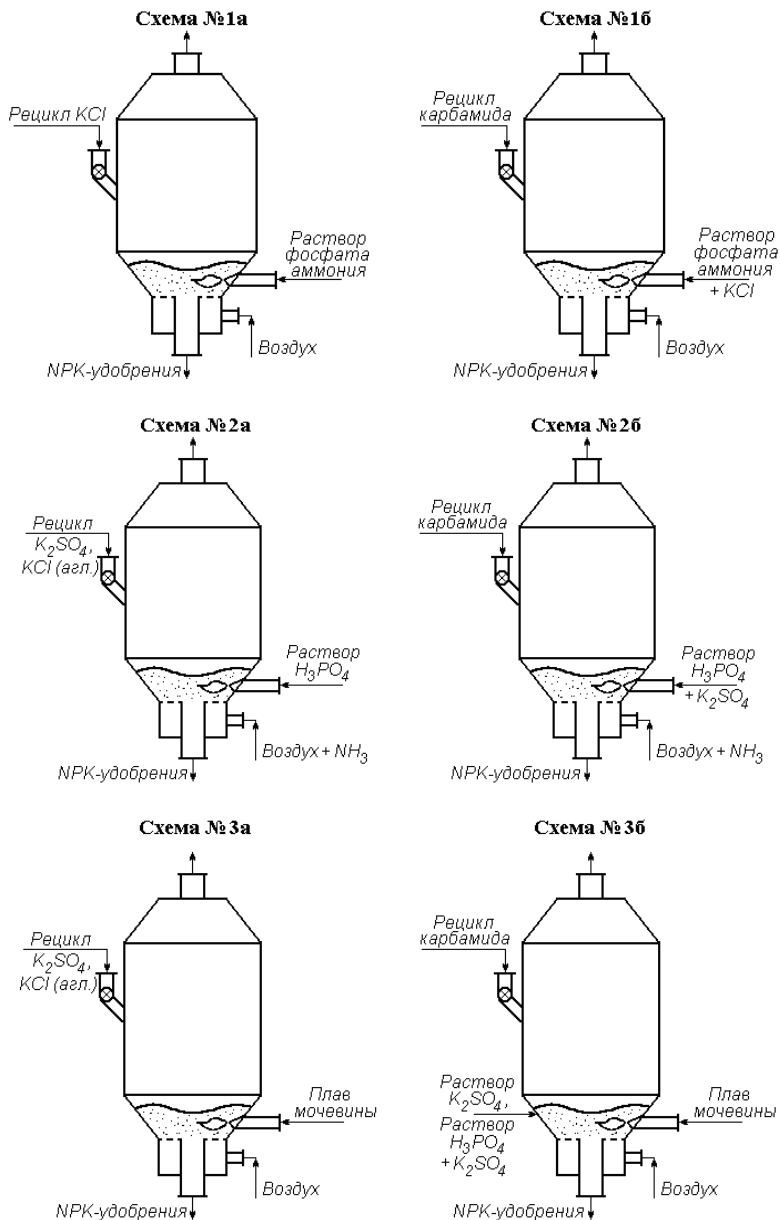 Схема №1а
Рецикл KCl
Раствор
фосфата
аммония
Воздух
NPK-удобрения
Схема №1б
Рецикл
карбамида
Раствор
фосфата
аммония
+ KCl
Воздух
NPK-удобрения
Схема №2а
Рецикл
K₂SO₄,
KCl (агл.)
Раствор
H₃PO₄
Воздух + NH₃
NPK-удобрения
Схема №2б
Рецикл
карбамида
Раствор
H₃PO₄
+ K₂SO₄
Воздух + NH₃
NPK-удобрения
Схема №3а
Рецикл
K₂SO₄,
KCl (агл.)
Плав
мочевины
Воздух
NPK-удобрения
Схема №3б
Рецикл
карбамида
Раствор
K₂SO₄,
Раствор
H₃PO₄
+ K₂SO₄
Плав
мочевины
Воздух
NPK-удобрения